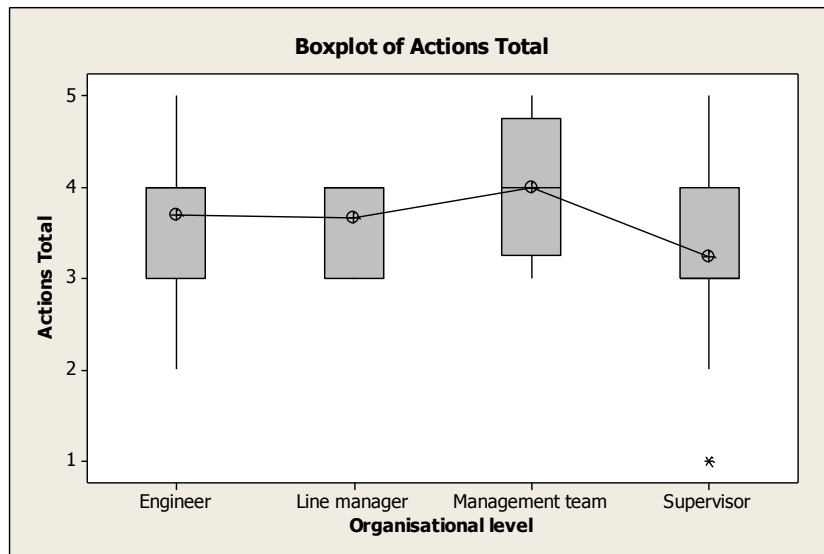 Boxplot of Actions Total
Actions Total
5
4
3
2
1
Engineer Line manager Management team Supervisor
Organisational level